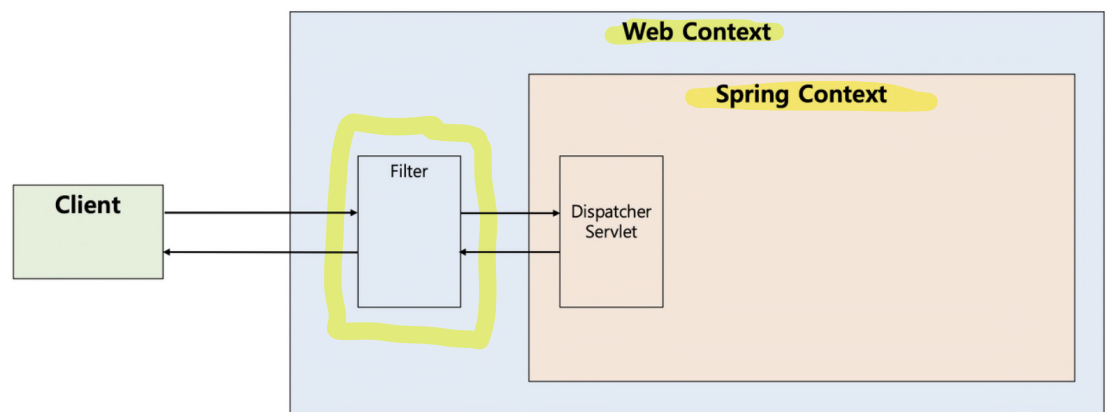 Web Context
Spring Context
Filter
Client
Dispatcher
Servlet